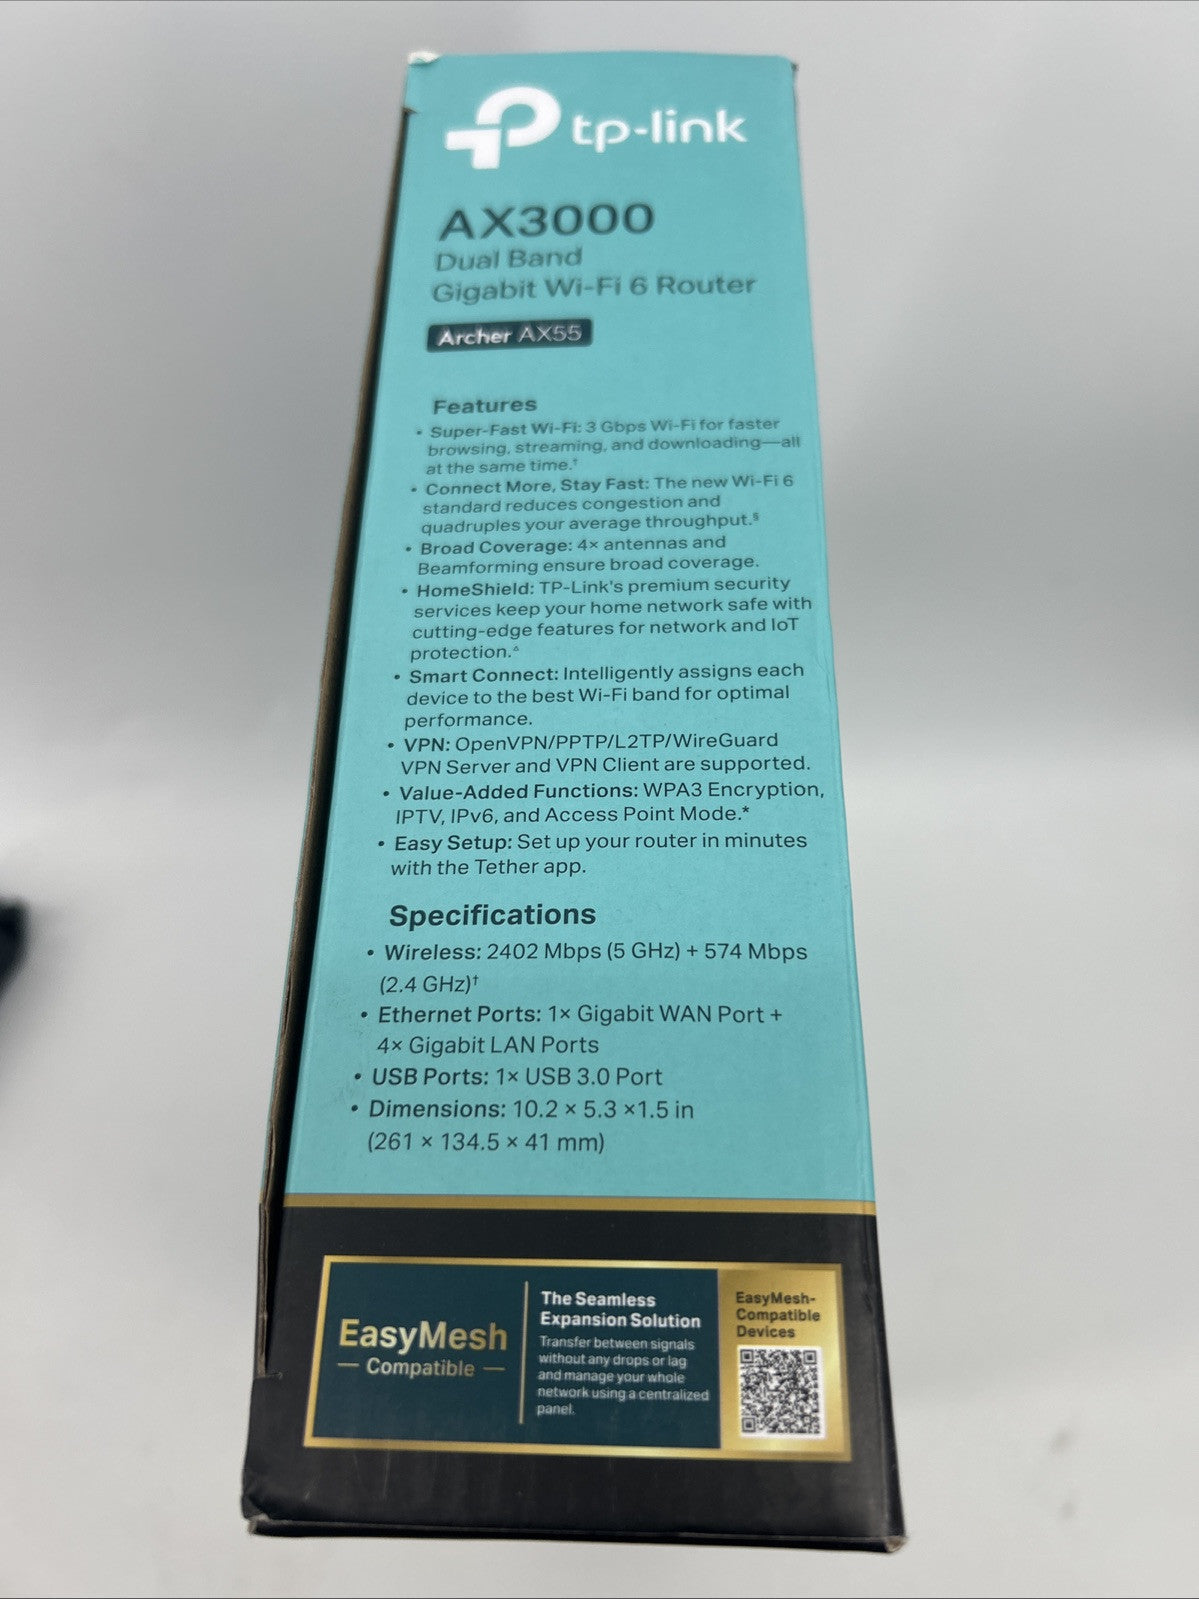 tp-link
AX3000
Dual Band
Gigabit Wi-Fi 6 Router
Archer AX55
Features
• Super-Fast Wi-Fi: 3 Gbps Wi-Fi for faster
browsing, streaming, and downloading—all
at the same time.†
• Connect More, Stay Fast: The new Wi-Fi 6
standard reduces congestion and
quadruples your average throughput.§
• Broad Coverage: 4× antennas and
Beamforming ensure broad coverage.
• HomeShield: TP-Link's premium security
services keep your home network safe with
cutting-edge features for network and IoT
protection.△
• Smart Connect: Intelligently assigns each
device to the best Wi-Fi band for optimal
performance.
• VPN: OpenVPN/PPTP/L2TP/WireGuard
VPN Server and VPN Client are supported.
• Value-Added Functions: WPA3 Encryption,
IPTV, IPv6, and Access Point Mode.*
• Easy Setup: Set up your router in minutes
with the Tether app.
Specifications
• Wireless: 2402 Mbps (5 GHz) + 574 Mbps
(2.4 GHz)†
• Ethernet Ports: 1× Gigabit WAN Port +
4× Gigabit LAN Ports
• USB Ports: 1× USB 3.0 Port
• Dimensions: 10.2 × 5.3 ×1.5 in
(261 × 134.5 × 41 mm)
EasyMesh
Compatible
The Seamless
Expansion Solution
Transfer between signals
without any drops or lag
and manage your whole
network using a centralized
panel.
EasyMesh-
Compatible
Devices